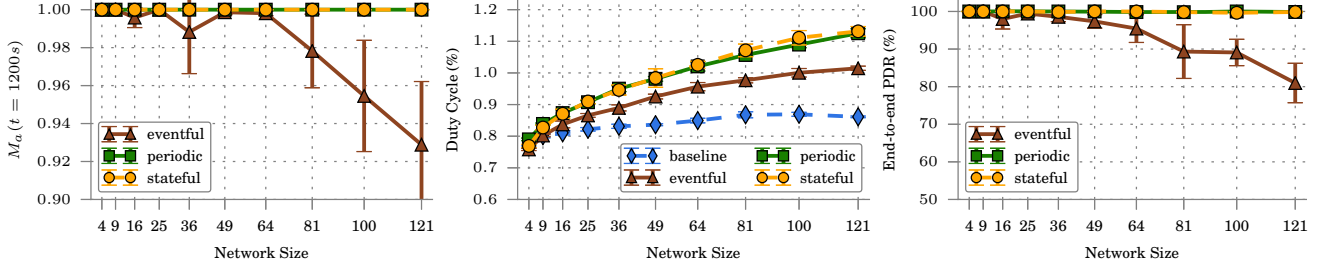 M_a(t = 1200s)
1.00
0.98
0.96
0.94
0.92
0.90
eventful
periodic
stateful
4 9 16 25 36 49 64 81 100 121
Network Size
Duty Cycle (%)
1.2
1.1
1.0
0.9
0.8
0.7
0.6
baseline periodic
eventful stateful
4 9 16 25 36 49 64 81 100 121
Network Size
End-to-end PDR (%)
100
90
80
70
60
50
eventful
periodic
stateful
4 9 16 25 36 49 64 81 100 121
Network Size